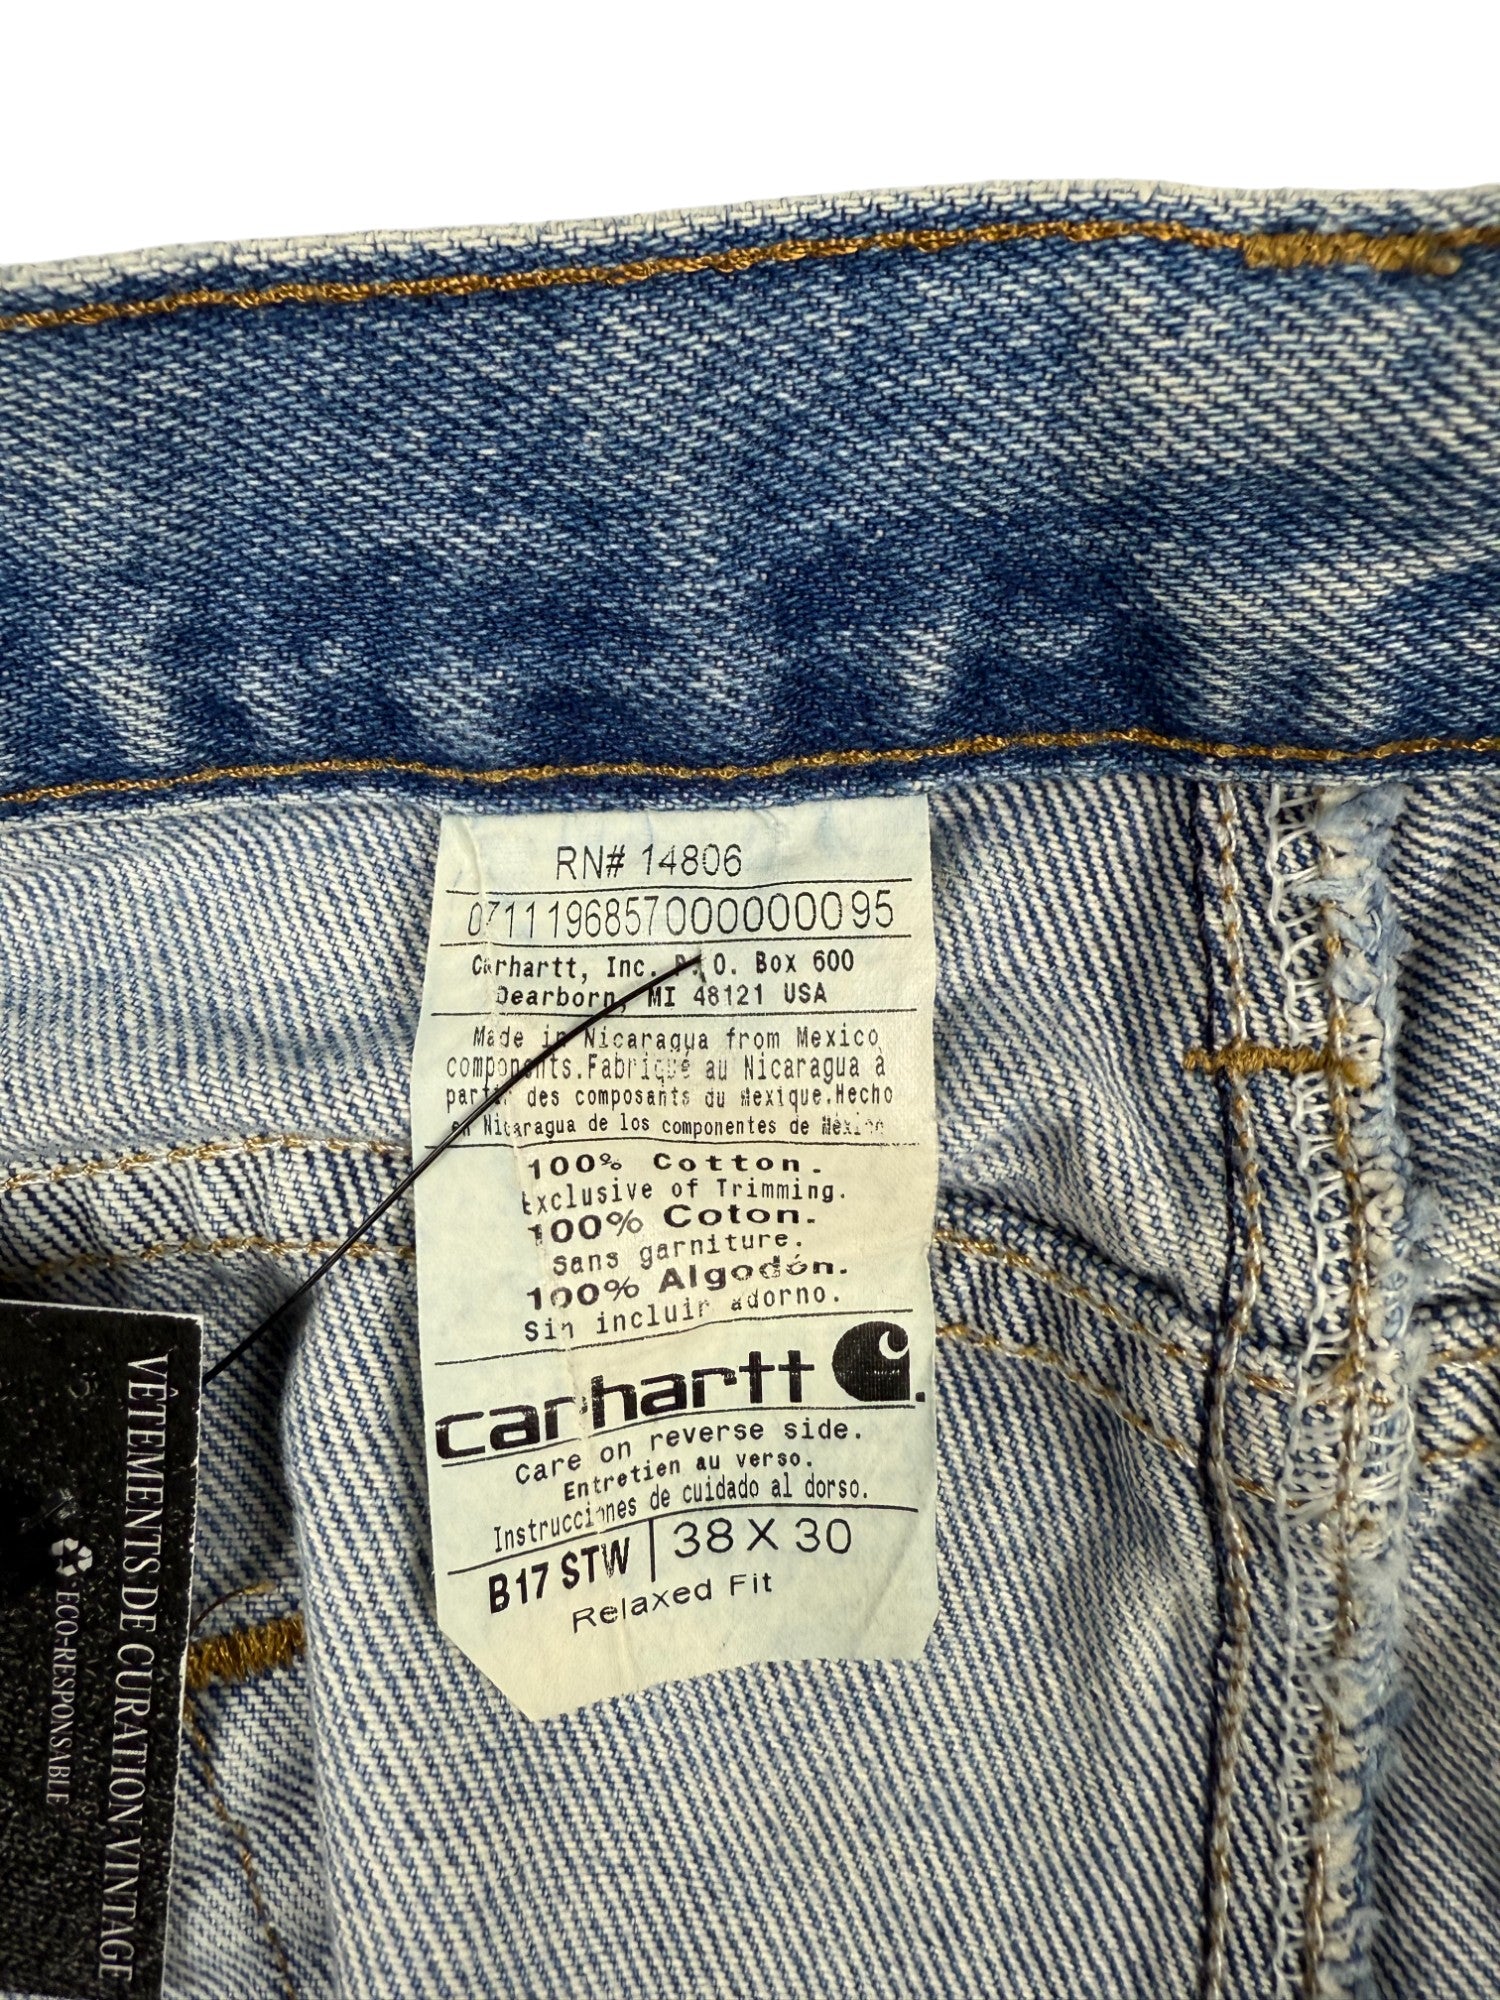 RN# 14806
0711196857000000095
Carhartt, Inc. P.O. Box 600
Dearborn, MI 48121 USA
Made in Nicaragua from Mexico
components.Fabriqué au Nicaragua à
partir des composants du Mexique.Hecho
en Nicaragua de los componentes de México
100% Cotton.
Exclusive of Trimming.
100% Coton.
Sans garniture.
100% Algodón.
Sin incluir adorno.
carhartt
Care on reverse side.
Entretien au verso.
Instrucciones de cuidado al dorso.
B17 STW 38 X 30
Relaxed Fit
VÊTEMENTS DE CURATION VINTAGE
ECO-RESPONSABLE